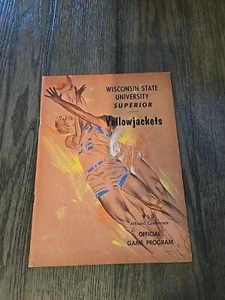 WISCONSIN STATE
UNIVERSITY
SUPERIOR
Yellowjackets
Athletic Conference
OFFICIAL
GAME PROGRAM